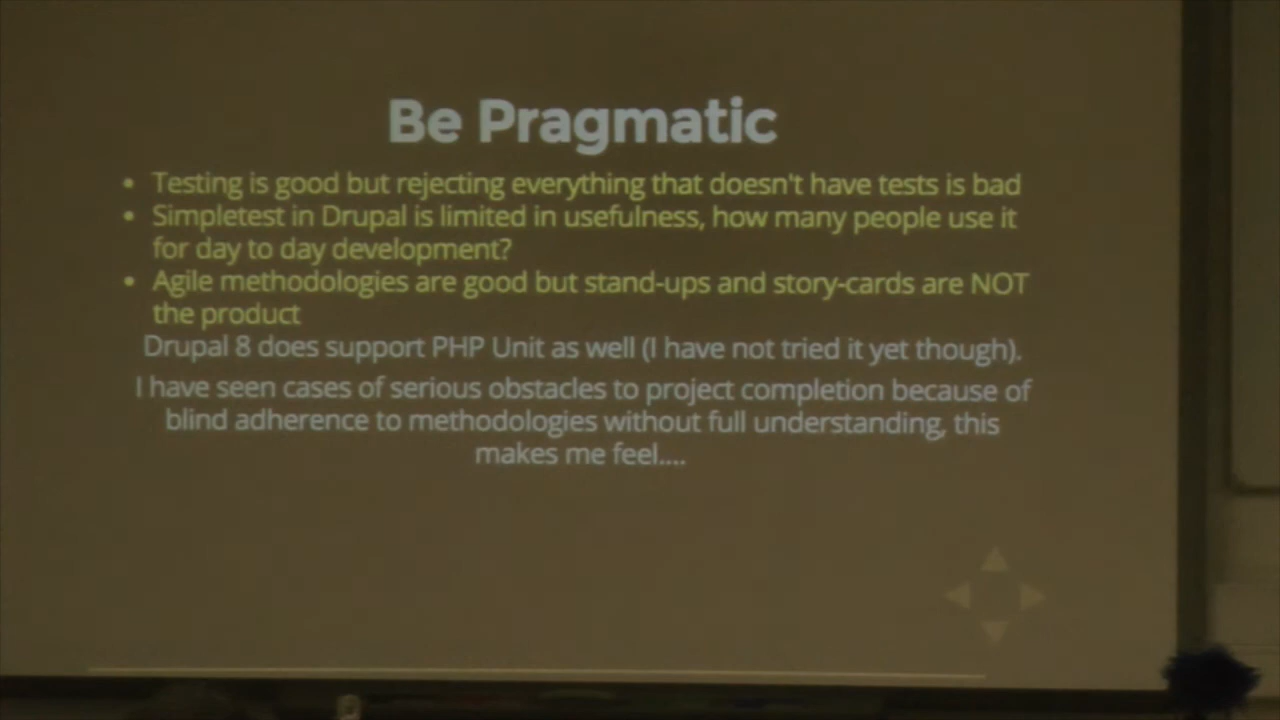 Be Pragmatic
• Testing is good but rejecting everything that doesn't have tests is bad
• Simpletest in Drupal is limited in usefulness, how many people use it
for day to day development?
• Agile methodologies are good but stand-ups and story-cards are NOT
the product
Drupal 8 does support PHP Unit as well (I have not tried it yet though).
I have seen cases of serious obstacles to project completion because of
blind adherence to methodologies without full understanding, this
makes me feel....